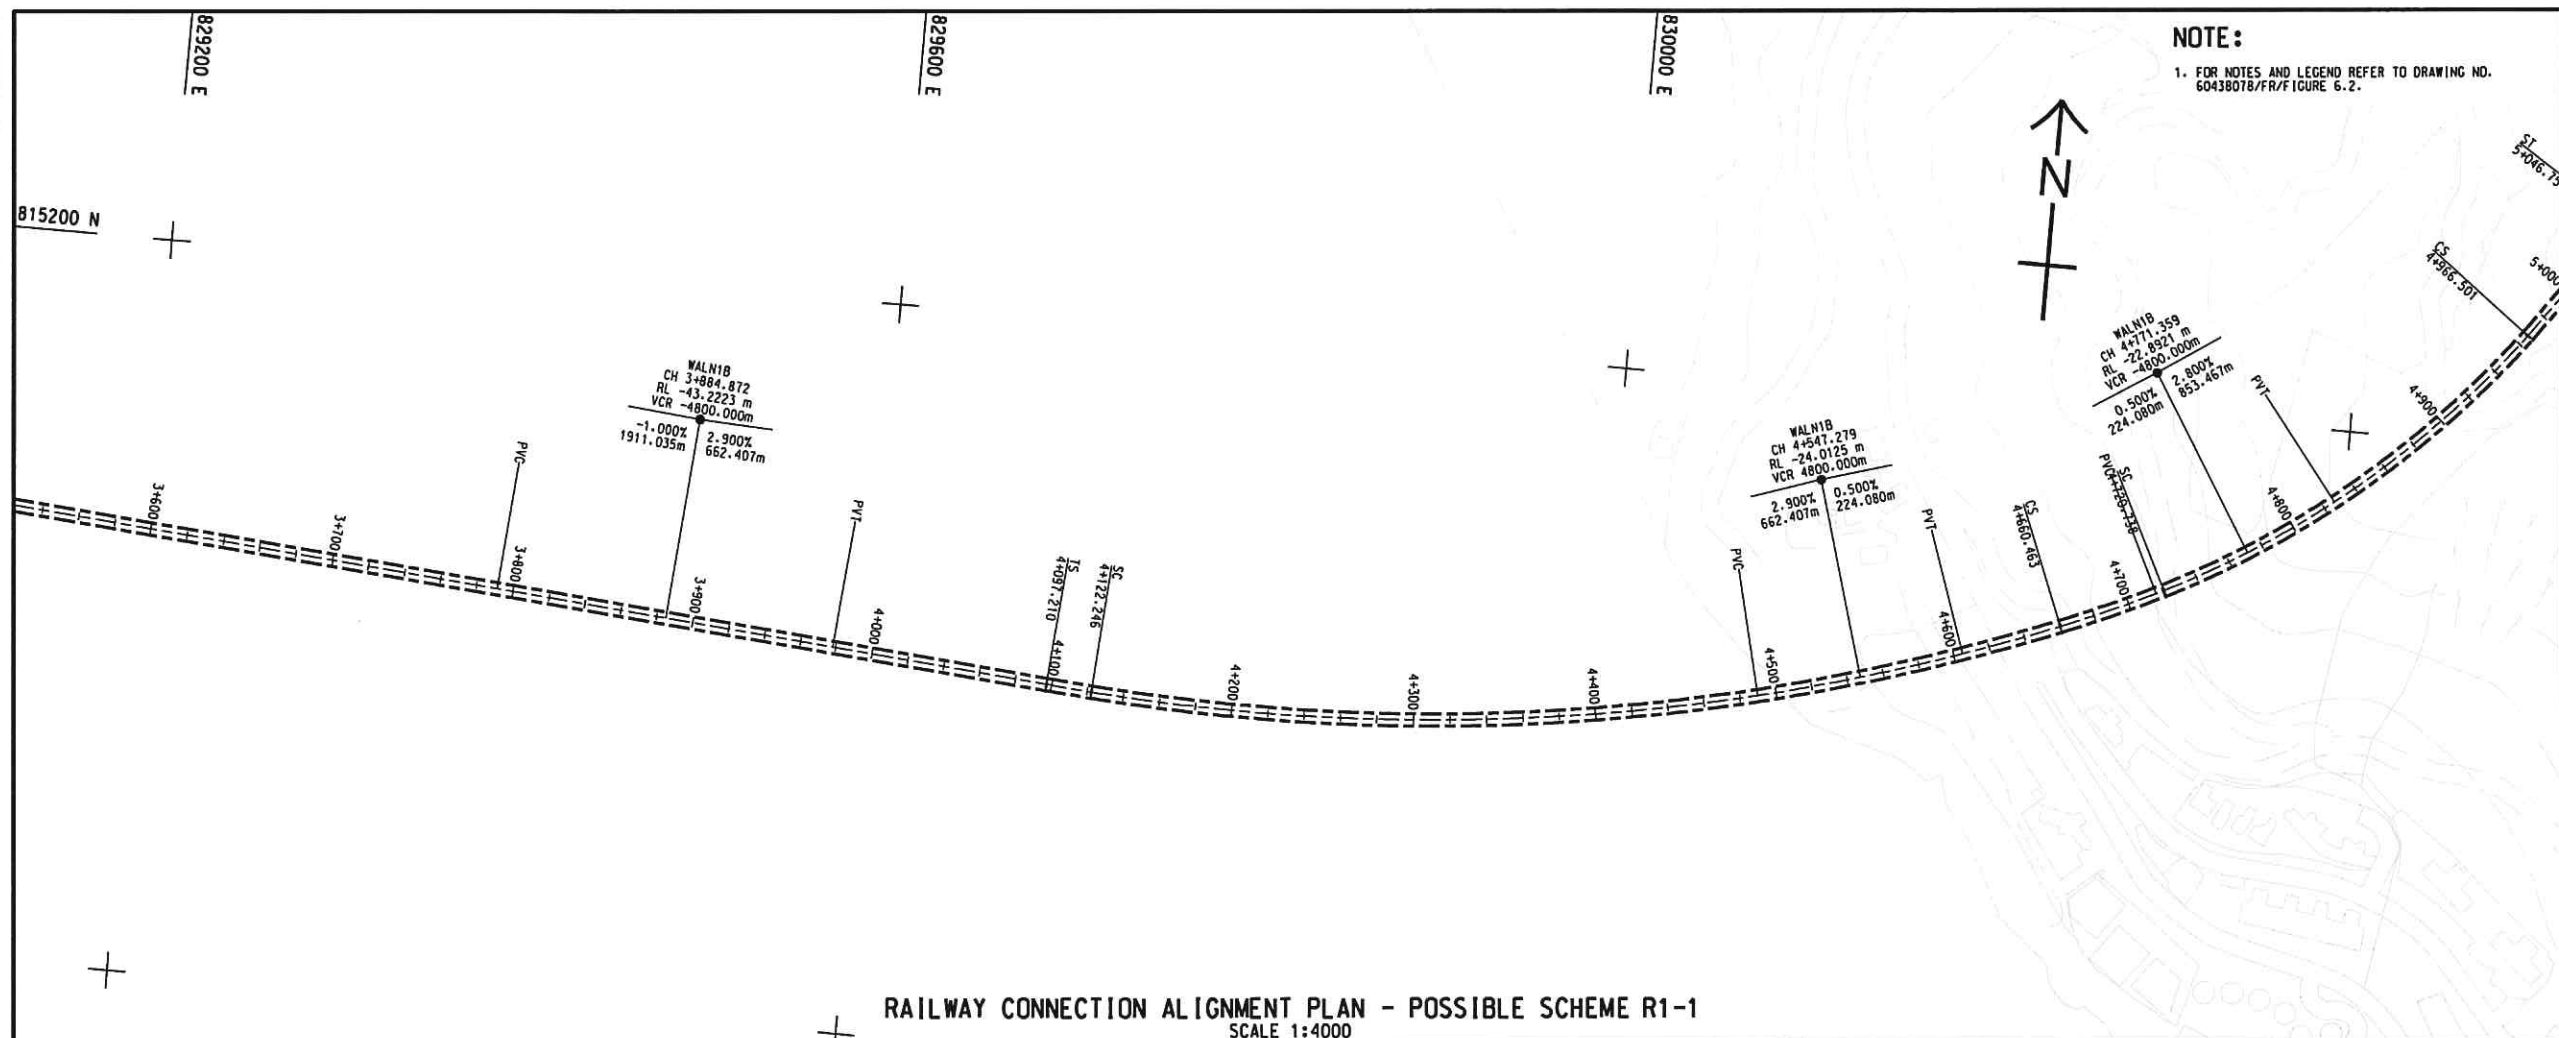 829200 E
829600 E
830000 E
NOTE:
1. FOR NOTES AND LEGEND REFER TO DRAWING NO.
60438078/FR/FIGURE 6.2.
N
815200 N
ST
CS
4+966.501
5+000
WALN1B
CH 3+884.872
RL -43.2223 m
VCR -4800.000m
-1.000%
1911.035m
2.900%
662.407m
WALN1B
CH 4+547.279
RL -24.0125 m
VCR 4800.000m
2.900%
662.407m
0.500%
224.080m
WALN1B
CH 4+771.359
RL -22.8921 m
VCR -4800.000m
0.500%
224.080m
2.800%
853.467m
PVC
PVT
TS
4+097.210
SC
4+122.246
PVC
PVT
CS
4+660.463
SC
PVC
4+720.738
PVT
3+600
3+700
3+800
3+900
4+000
4+100
4+200
4+300
4+400
4+500
4+600
4+700
4+800
4+900
RAILWAY CONNECTION ALIGNMENT PLAN - POSSIBLE SCHEME R1-1
SCALE 1:4000